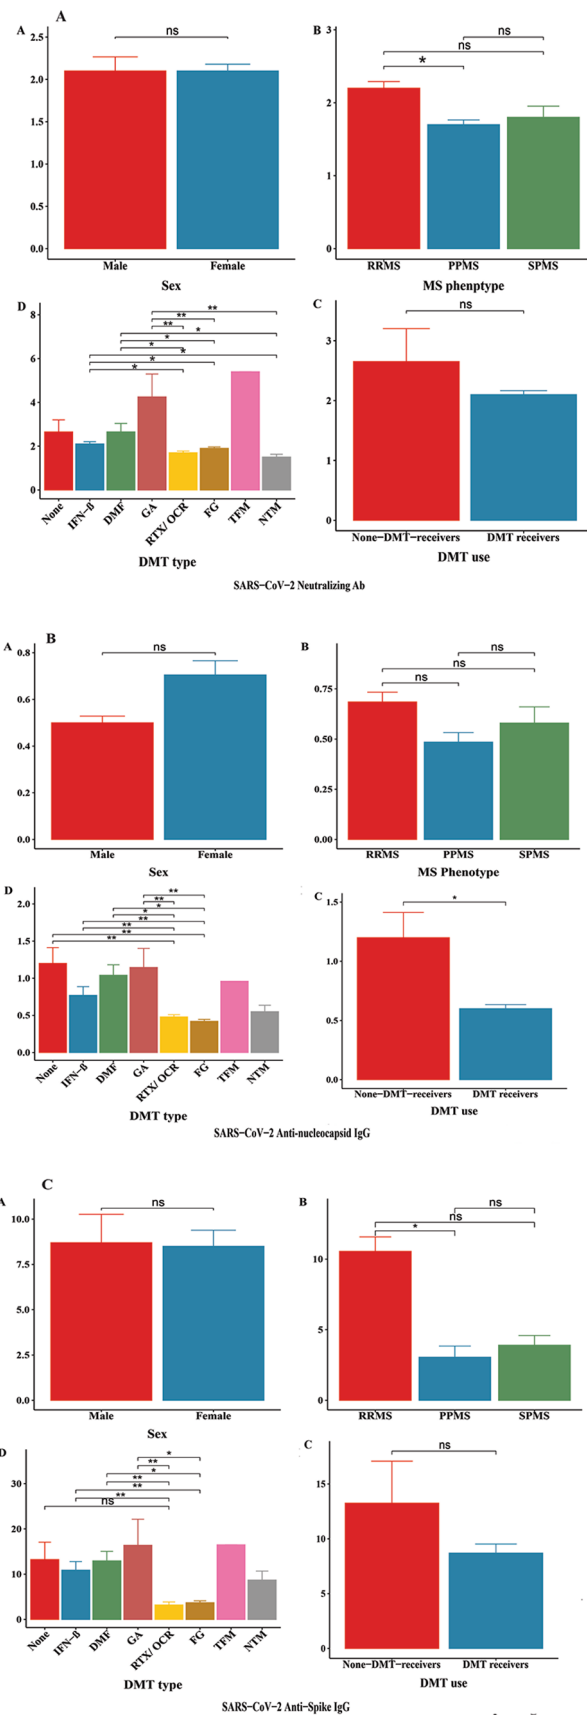 A
A
ns
2.5
2.0
1.5
1.0
0.5
0.0
Male Female
Sex
B
ns
ns
*
3
2
1
0
RRMS PPMS SPMS
MS phenptype
D
**
**
**
*
*
*
*
*
*
8
6
4
2
0
None IFN-ß DMF GA RTX/ OCR FG TFM NTM
DMT type
C
ns
3
2
1
0
None-DMT-receivers DMT receivers
DMT use
SARS-CoV-2 Neutralizing Ab
B
A
ns
0.8
0.6
0.4
0.2
0.0
Male Female
Sex
B
ns
ns
ns
0.75
0.50
0.25
0.00
RRMS PPMS SPMS
MS Phenotype
D
**
**
*
*
**
**
**
**
2.0
1.5
1.0
0.5
0.0
None IFN-ß DMF GA RTX/ OCR FG TFM NTM
DMT type
C
*
1.5
1.0
0.5
0.0
None-DMT-receivers DMT receivers
DMT use
SARS-CoV-2 Anti-nucleocapsid IgG
C
A
ns
10.0
7.5
5.0
2.5
0.0
Male Female
Sex
B
ns
ns
*
10
5
0
RRMS PPMS SPMS
MS Phenotype
D
*
**
*
**
**
**
ns
30
20
10
0
None IFN-ß DMF GA RTX/ OCR FG TFM NTM
DMT type
C
ns
15
10
5
0
None-DMT-receivers DMT receivers
DMT use
SARS-CoV-2 Anti-Spike IgG